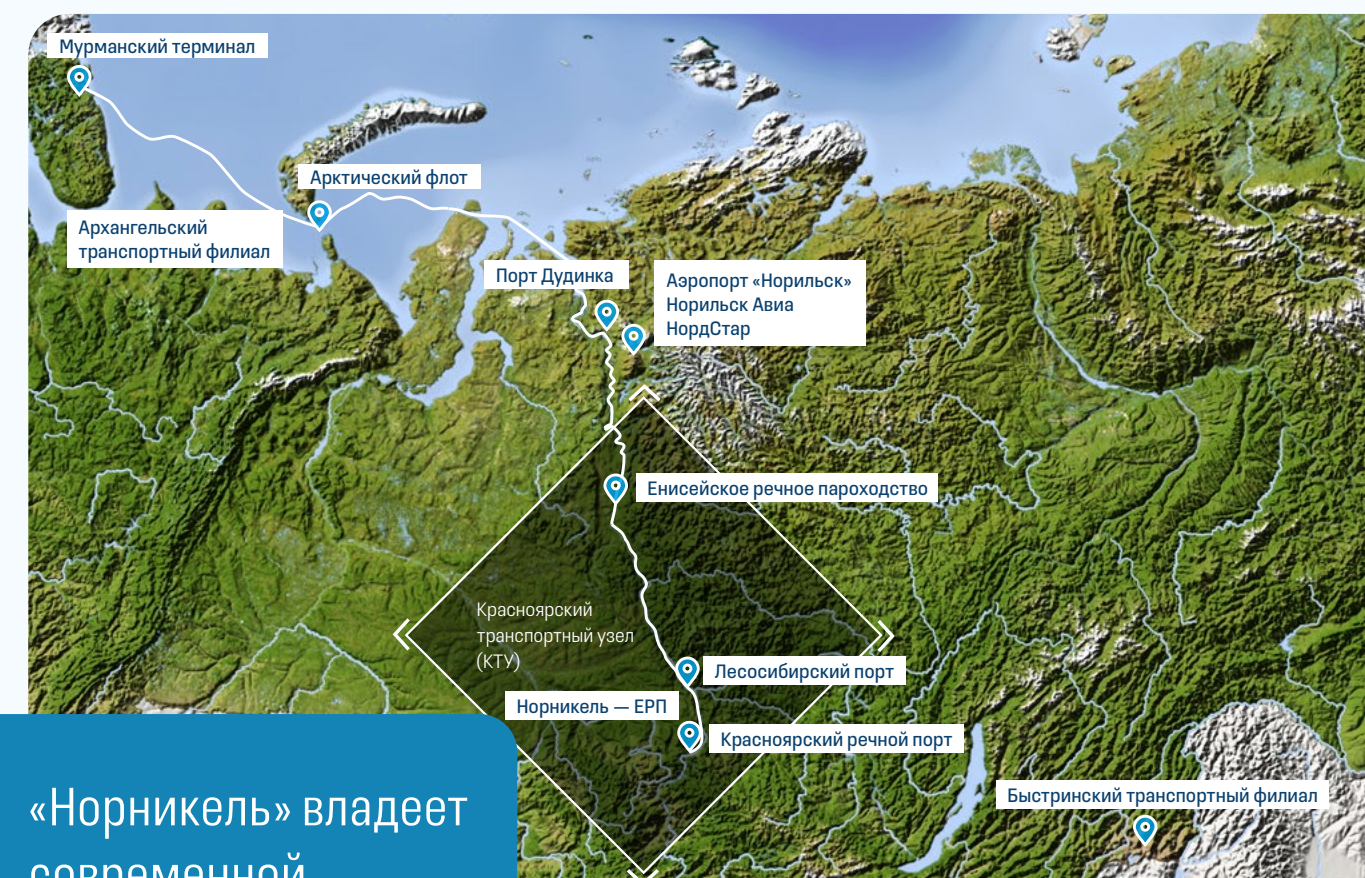 Мурманский терминал
Арктический флот
Архангельский
транспортный филиал
Порт Дудинка
Аэропорт «Норильск»
Норильск Авиа
НордСтар
Енисейское речное пароходство
Красноярский
транспортный узел
(КТУ)
Лесосибирский порт
Норникель — ЕРП
Красноярский речной порт
Быстринский транспортный филиал
«Норникель» владеет
современной